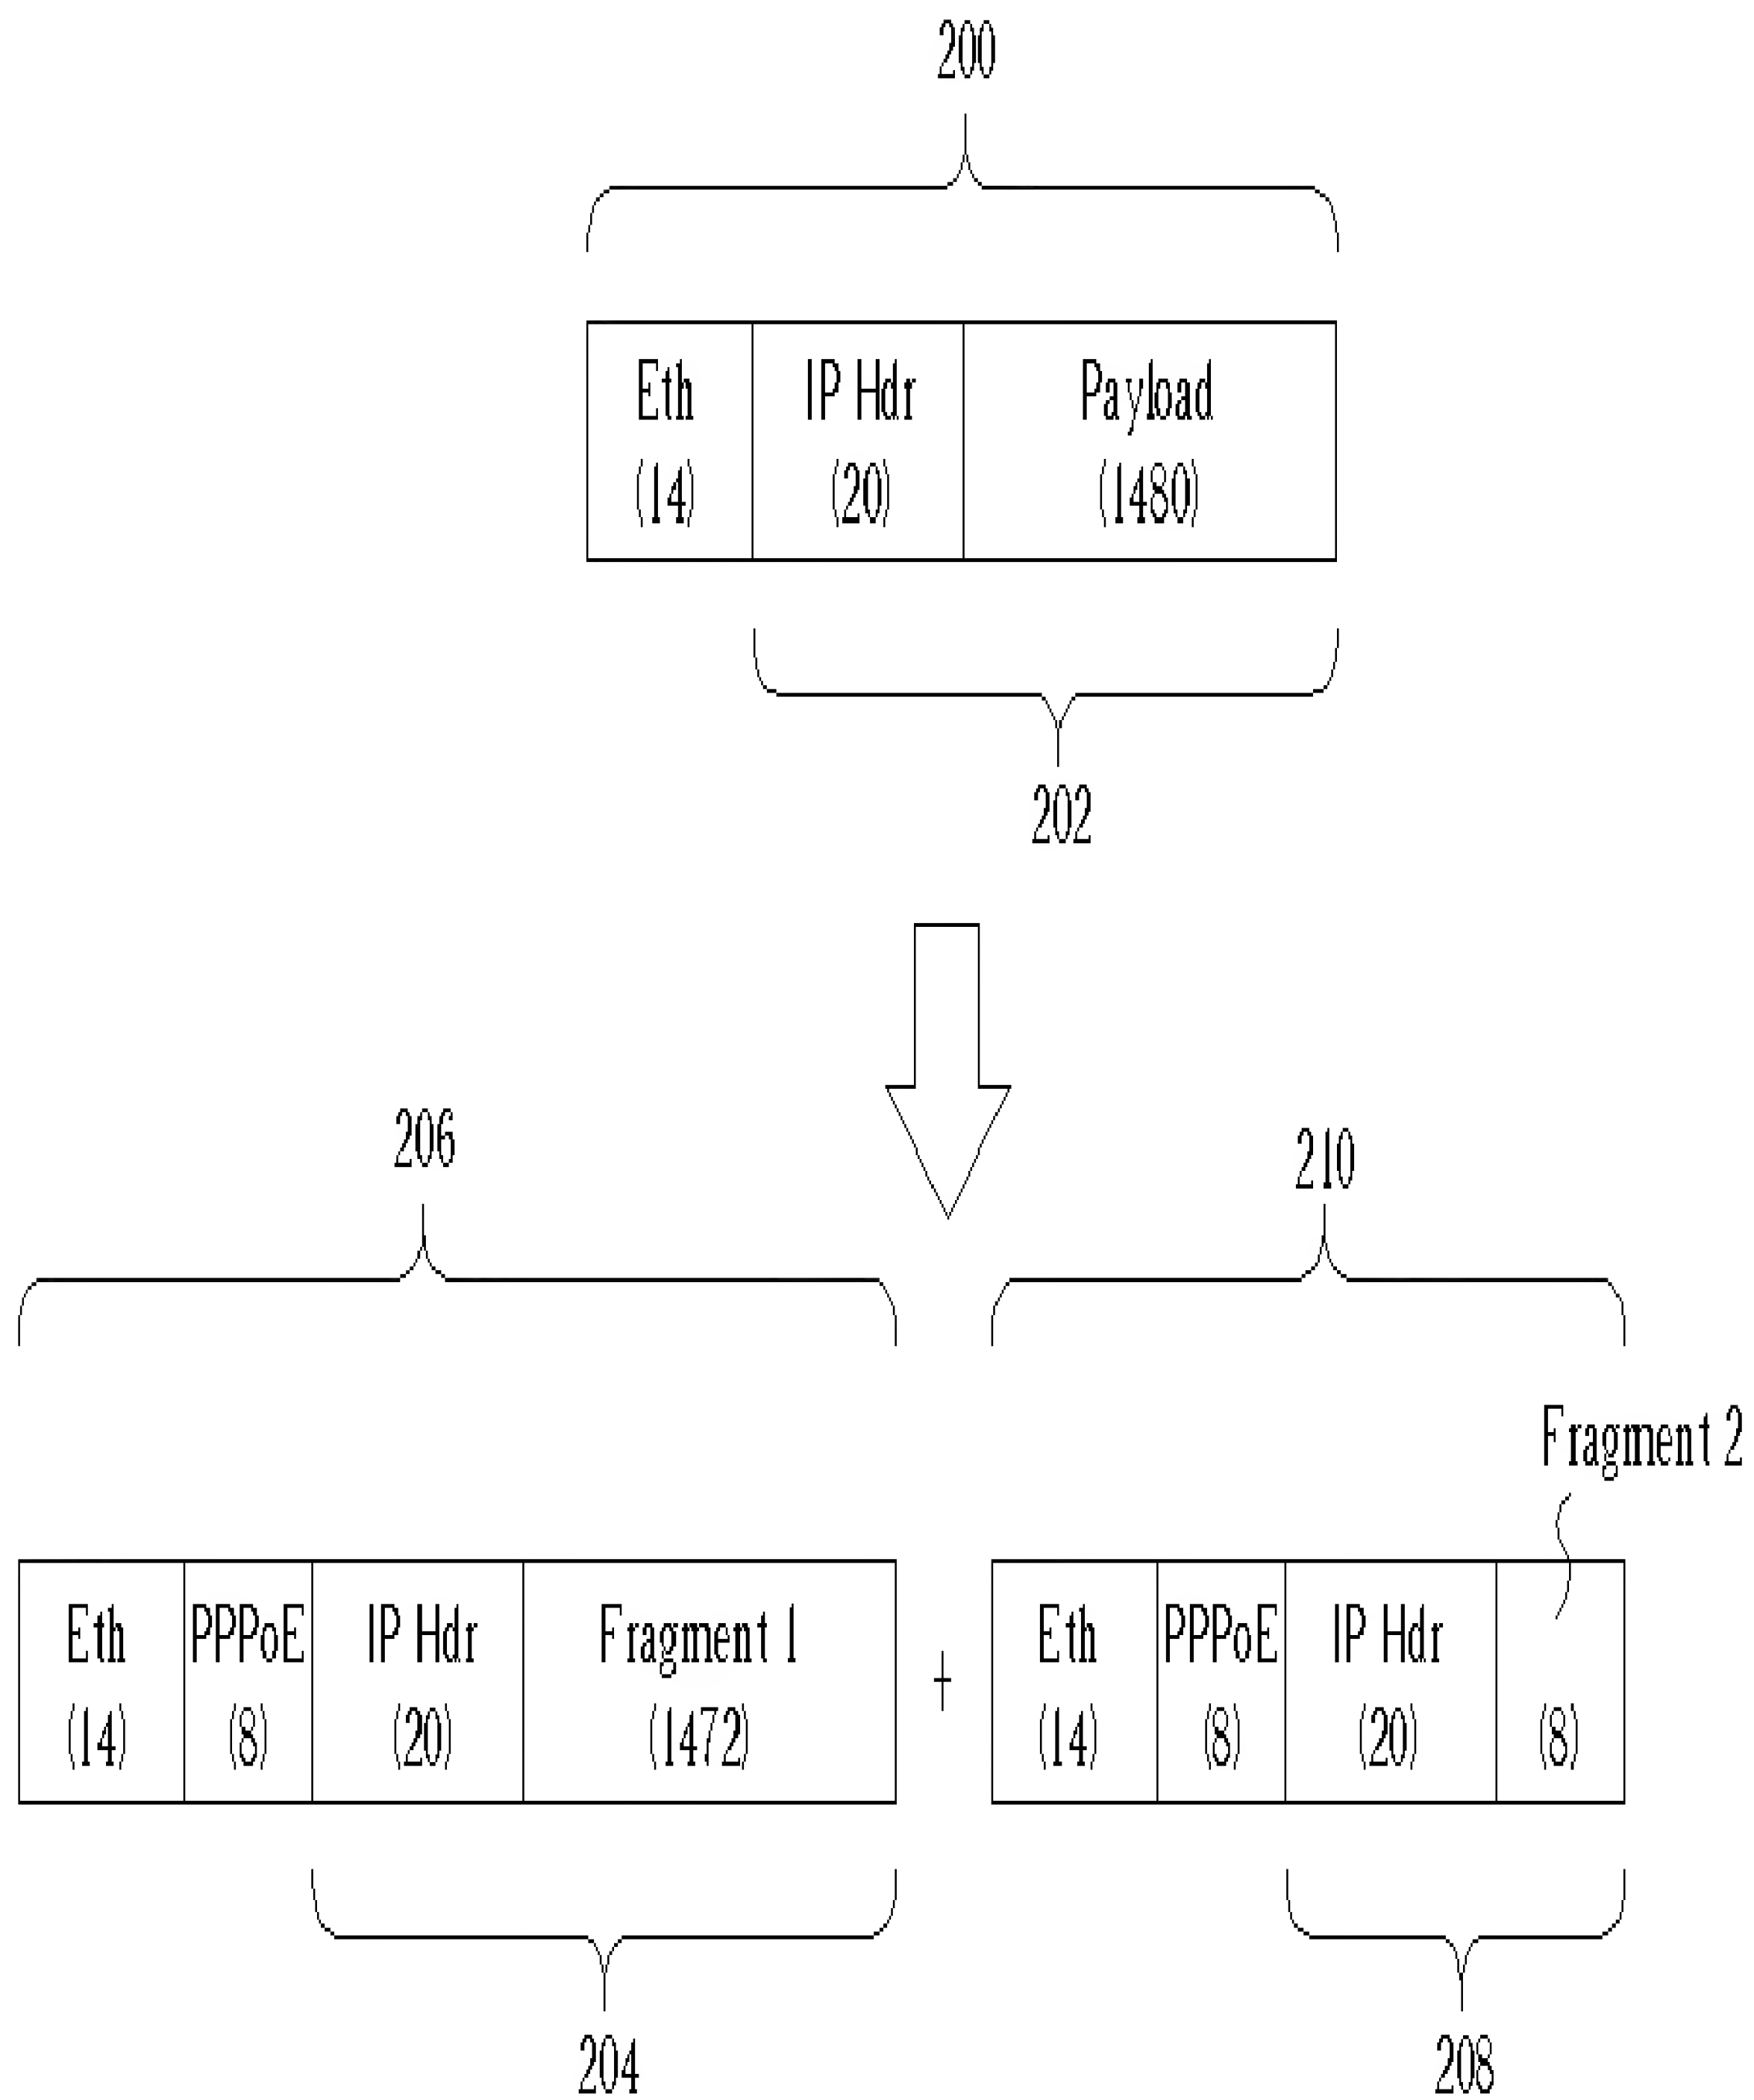 200
Eth IP Hdr Payload
(14) (20) (1480)
202
206 210
Fragment 2
Eth PPPoE IP Hdr Fragment 1 + Eth PPPoE IP Hdr
(14) (8) (20) (1472) (14) (8) (20) (8)
204 208